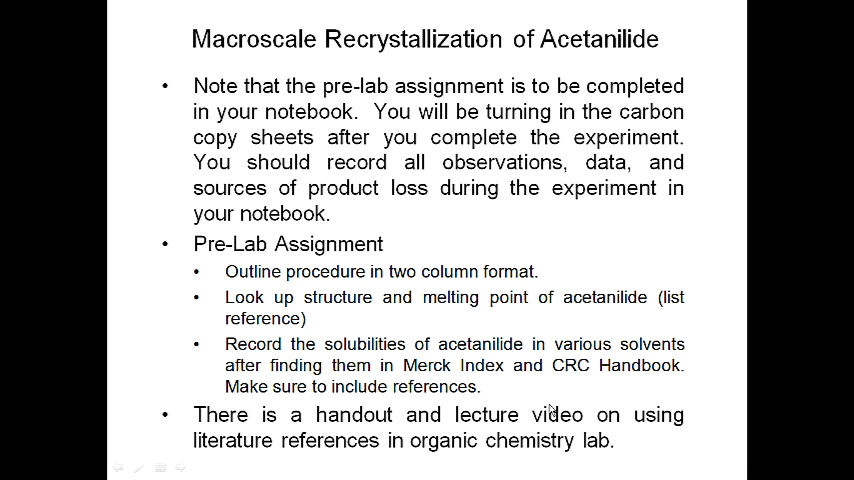 Macroscale Recrystallization of Acetanilide
• Note that the pre-lab assignment is to be completed
in your notebook. You will be turning in the carbon
copy sheets after you complete the experiment.
You should record all observations, data, and
sources of product loss during the experiment in
your notebook.
• Pre-Lab Assignment
• Outline procedure in two column format.
• Look up structure and melting point of acetanilide (list
reference)
• Record the solubilities of acetanilide in various solvents
after finding them in Merck Index and CRC Handbook.
Make sure to include references.
• There is a handout and lecture video on using
literature references in organic chemistry lab.